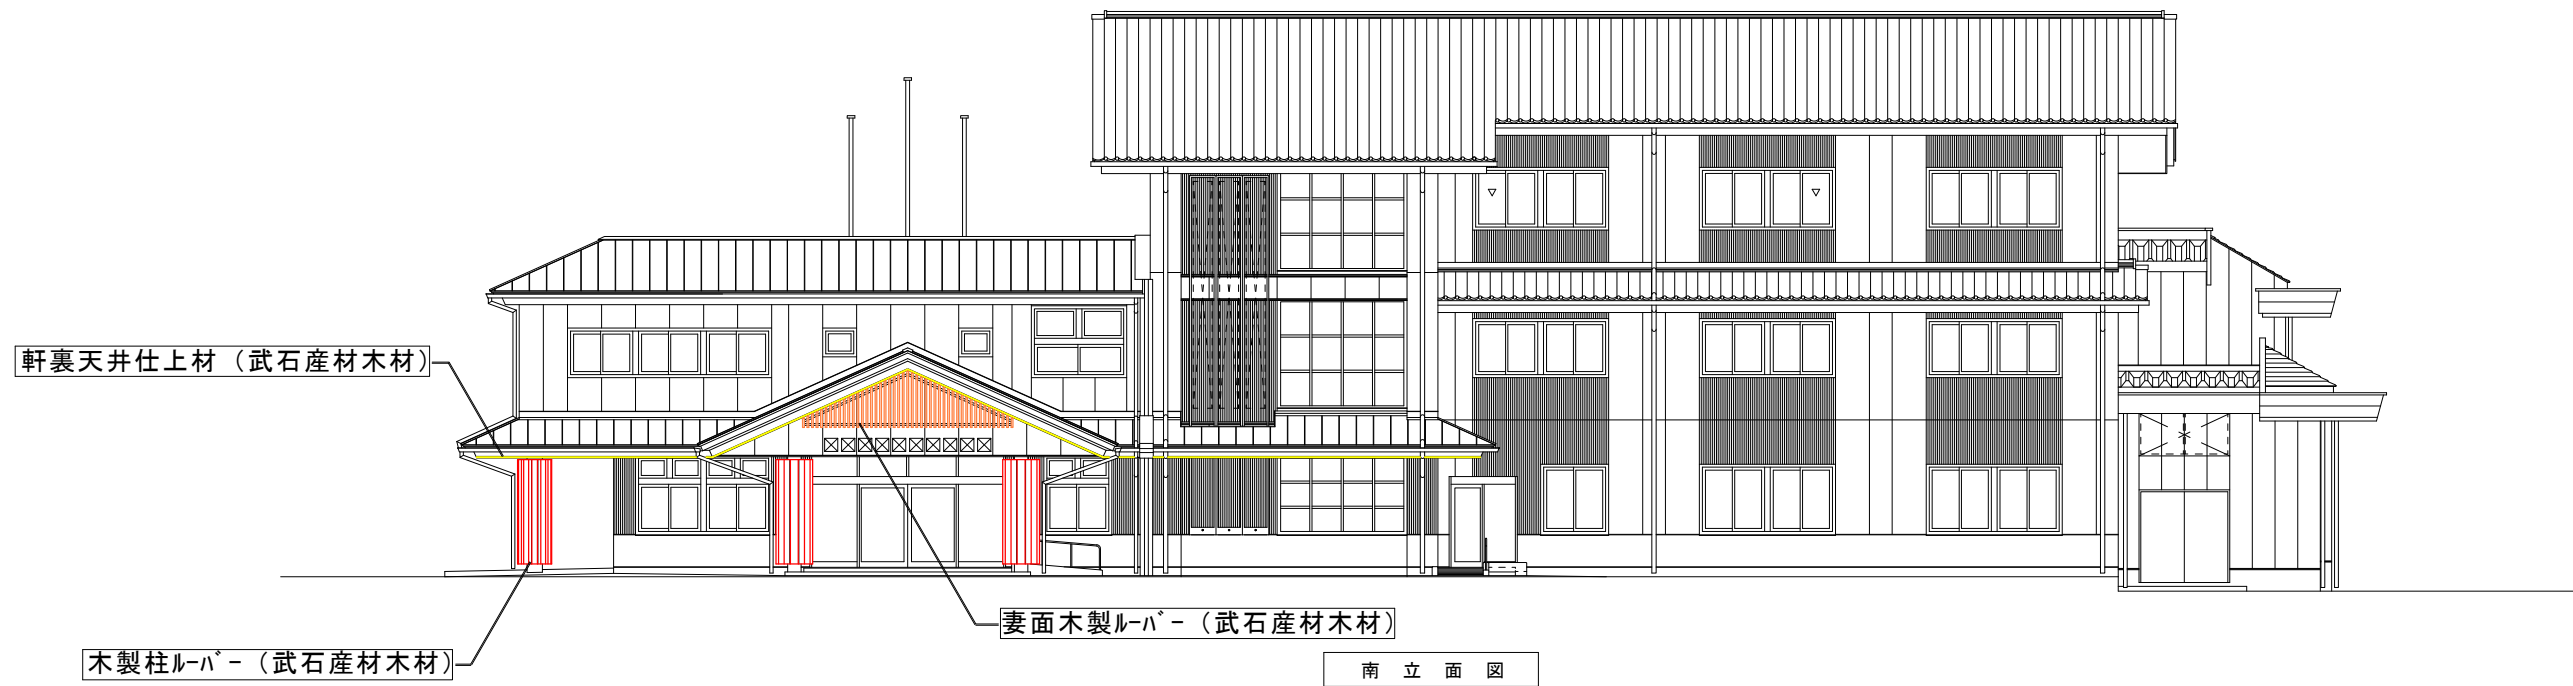 軒裏天井仕上材（武石産材木材）
妻面木製ﾙｰﾊﾞｰ（武石産材木材）
木製柱ﾙｰﾊﾞｰ（武石産材木材）
南 立 面 図